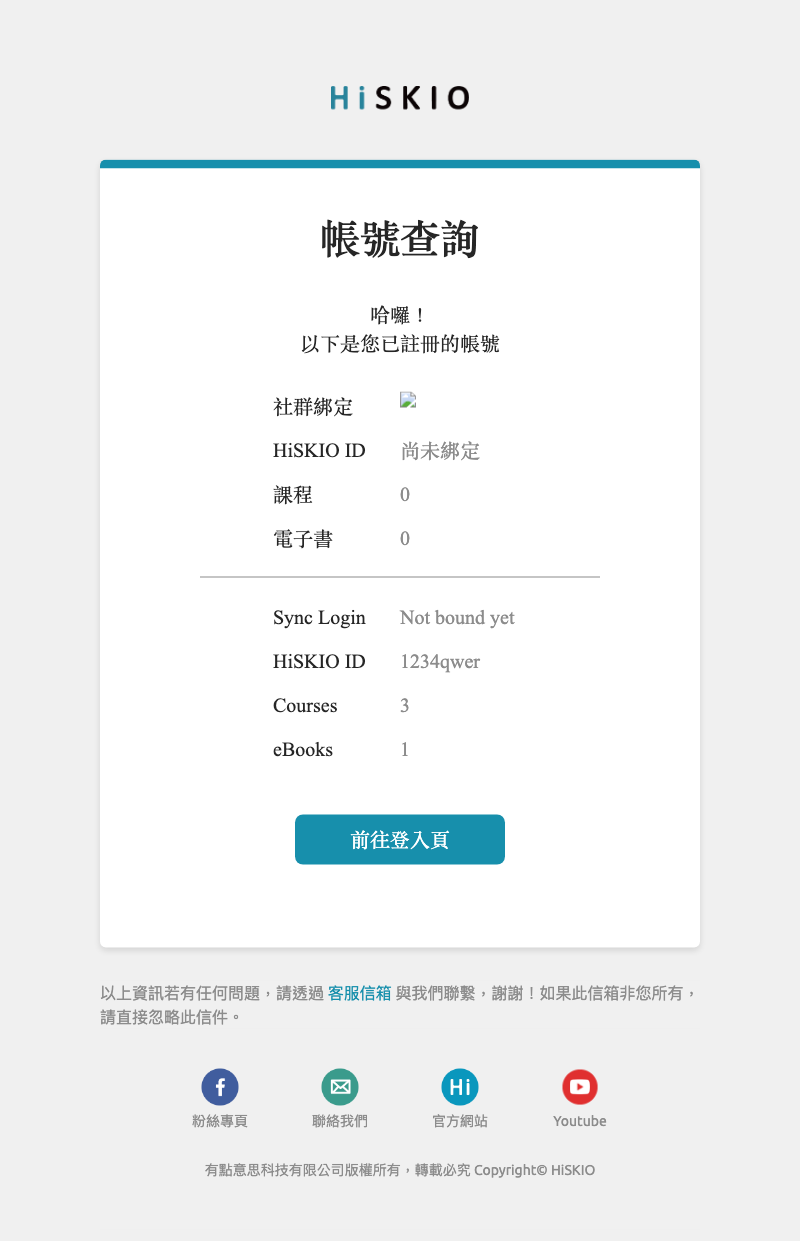 HiSKIO
帳號查詢
哈囉！
以下是您已註冊的帳號
社群綁定
HiSKIO ID 尚未綁定
課程 0
電子書 0
Sync Login Not bound yet
HiSKIO ID 1234qwer
Courses 3
eBooks 1
前往登入頁
以上資訊若有任何問題，請透過 客服信箱 與我們聯繫，謝謝！如果此信箱非您所有，
請直接忽略此信件。
Hi
粉絲專頁 聯絡我們 官方網站 Youtube
有點意思科技有限公司版權所有，轉載必究 Copyright© HiSKIO